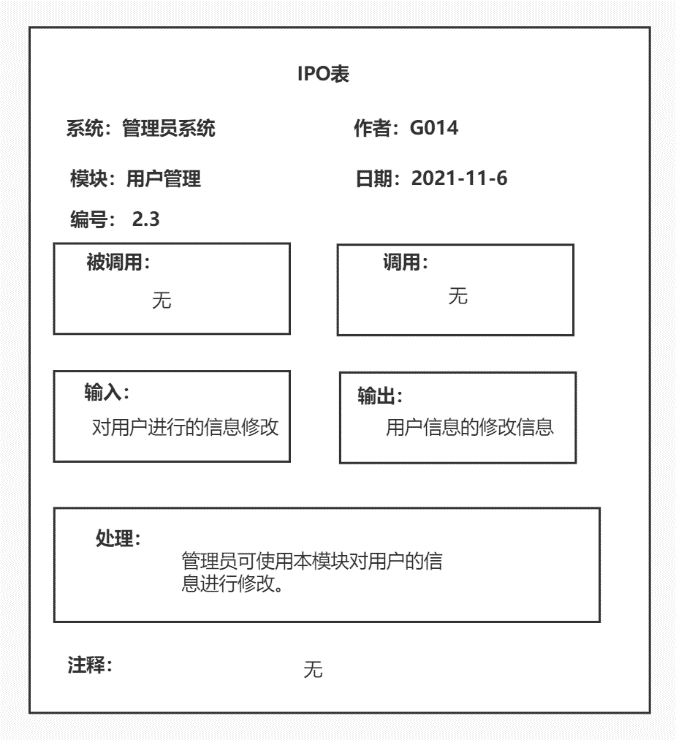 IPO表
系统：管理员系统
作者：G014
模块：用户管理
日期：2021-11-6
编号： 2.3
被调用：
无
调用：
无
输入：
对用户进行的信息修改
输出：
用户信息的修改信息
处理：
管理员可使用本模块对用户的信
息进行修改。
注释：
无